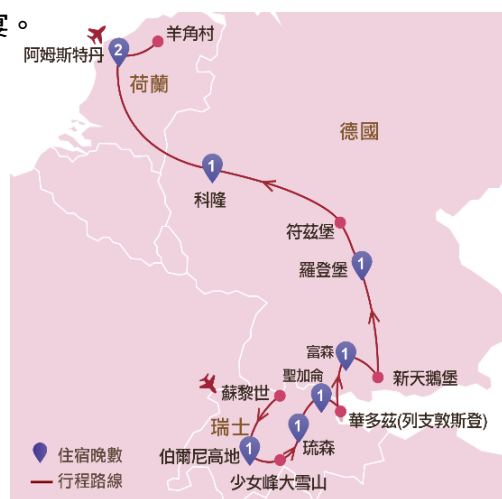 宴。
羊角村
2
阿姆斯特丹
荷蘭
德國
1
科隆
符茲堡
1
羅登堡
富森
1
聖加侖
新天鵝堡
蘇黎世
1
華多茲(列支敦斯登)
瑞士
1
琉森
伯爾尼高地
1
少女峰大雪山
住宿晚數
行程路線